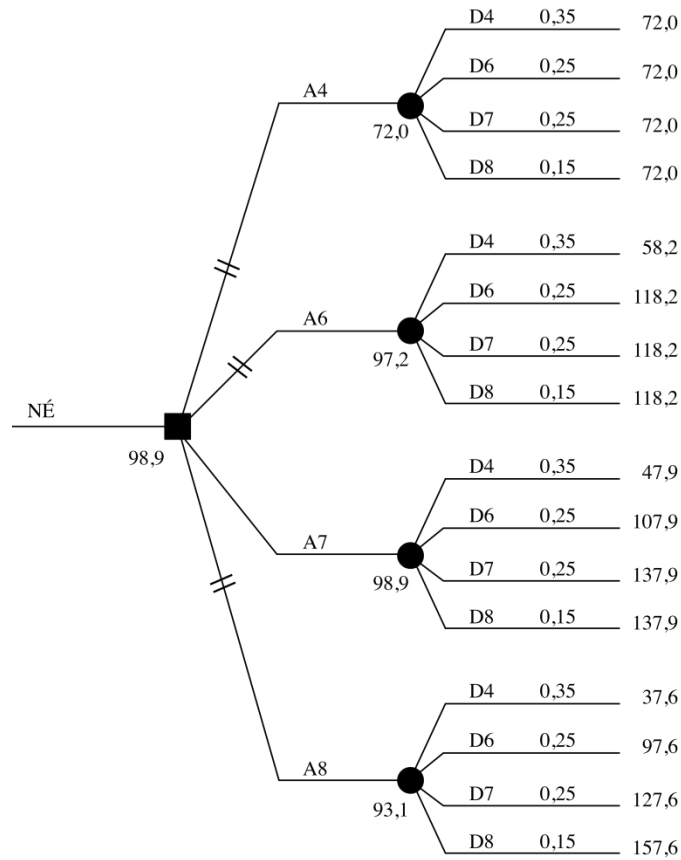 D4 0,35 72,0
D6 0,25 72,0
A4
72,0
D7 0,25 72,0
D8 0,15 72,0
D4 0,35 58,2
D6 0,25 118,2
A6
97,2
D7 0,25 118,2
D8 0,15 118,2
NÉ
98,9
D4 0,35 47,9
D6 0,25 107,9
A7
98,9
D7 0,25 137,9
D8 0,15 137,9
D4 0,35 37,6
D6 0,25 97,6
A8
93,1
D7 0,25 127,6
D8 0,15 157,6